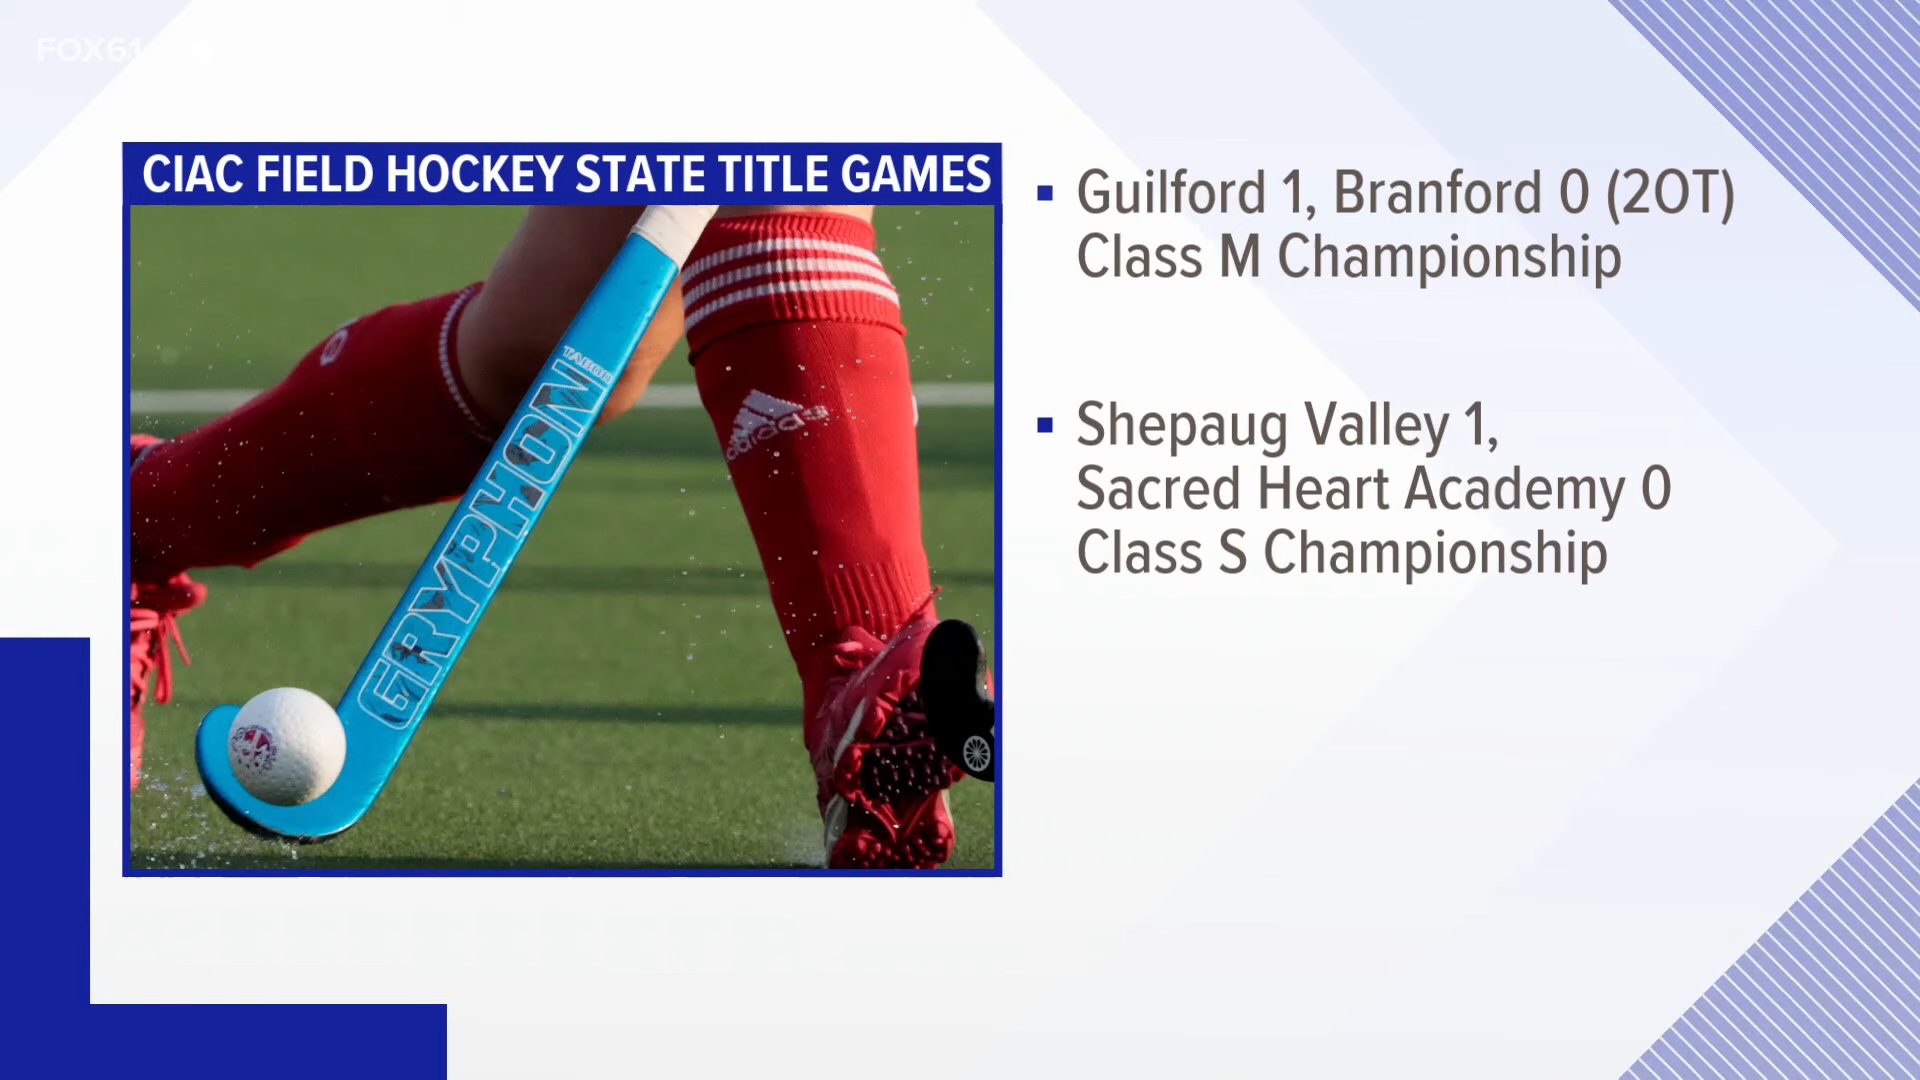 FOX61
CIAC FIELD HOCKEY STATE TITLE GAMES
Guilford 1, Branford 0 (2OT)
Class M Championship
Shepaug Valley 1,
Sacred Heart Academy 0
Class S Championship
GRYPHON
adidas